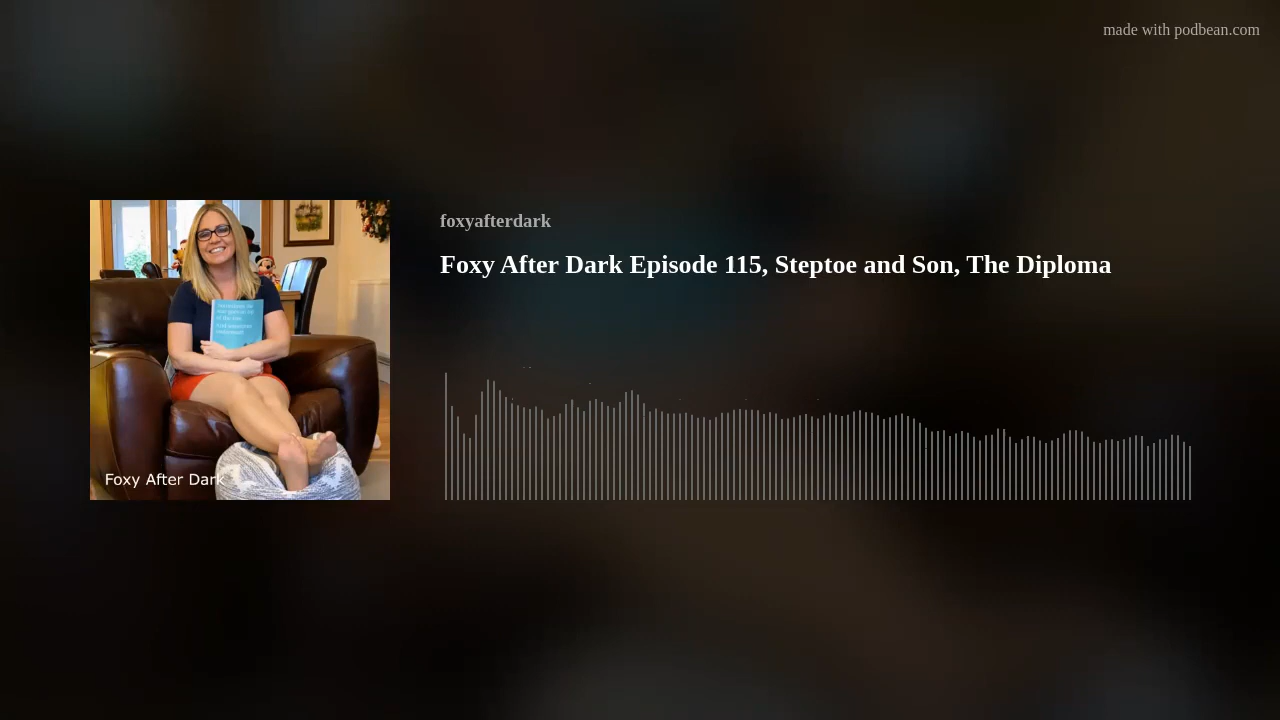 made with podbean.com
foxyafterdark
Foxy After Dark Episode 115, Steptoe and Son, The Diploma
Foxy After Dark